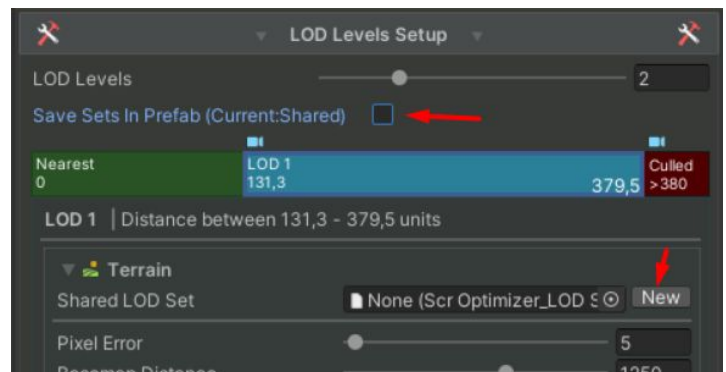 LOD Levels Setup
LOD Levels 2
Save Sets In Prefab (Current:Shared)
Nearest LOD 1 Culled
0 131,3 379,5 >380
LOD 1 | Distance between 131,3 - 379,5 units
Terrain
Shared LOD Set None (Scr Optimizer_LOD S New
Pixel Error 5